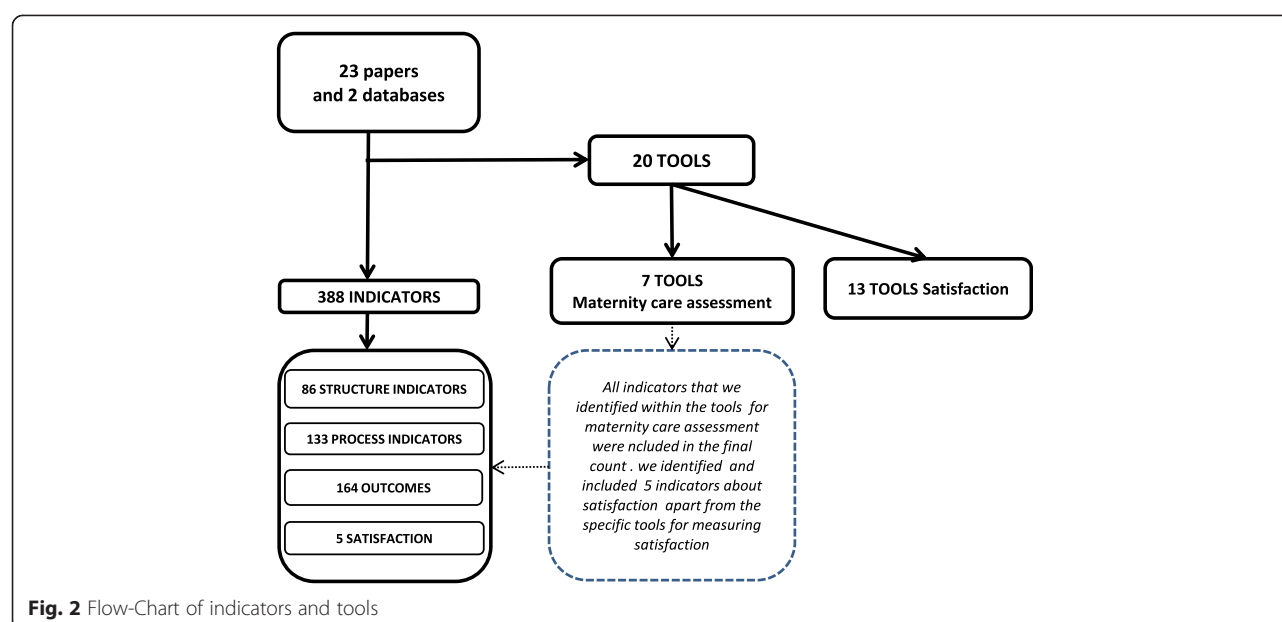 23 papers
and 2 databases
20 TOOLS
388 INDICATORS
7 TOOLS
Maternity care assessment
13 TOOLS Satisfaction
86 STRUCTURE INDICATORS
133 PROCESS INDICATORS
164 OUTCOMES
5 SATISFACTION
All indicators that we
identified within the tools for
maternity care assessment
were ncluded in the final
count . we identified and
included 5 indicators about
satisfaction apart from the
specific tools for measuring
satisfaction
Fig. 2 Flow-Chart of indicators and tools